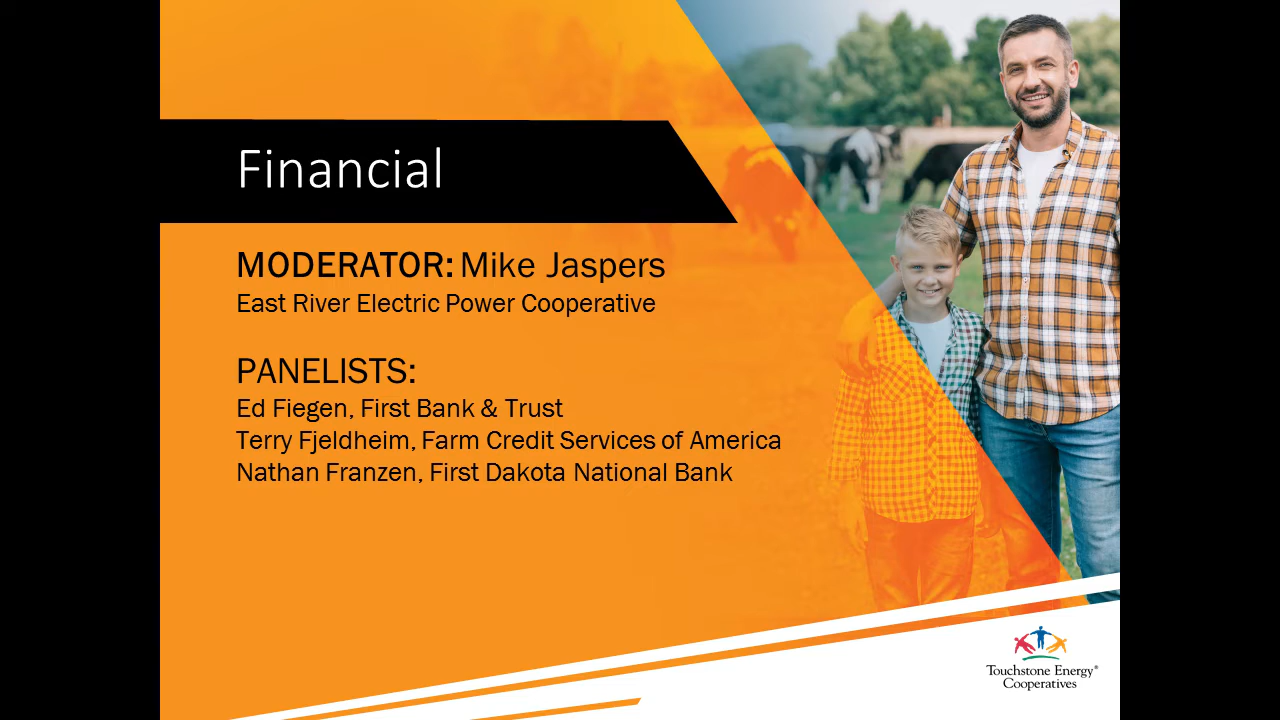 Financial
MODERATOR: Mike Jaspers
East River Electric Power Cooperative
PANELISTS:
Ed Fiegen, First Bank & Trust
Terry Fjeldheim, Farm Credit Services of America
Nathan Franzen, First Dakota National Bank
Touchstone Energy®
Cooperatives